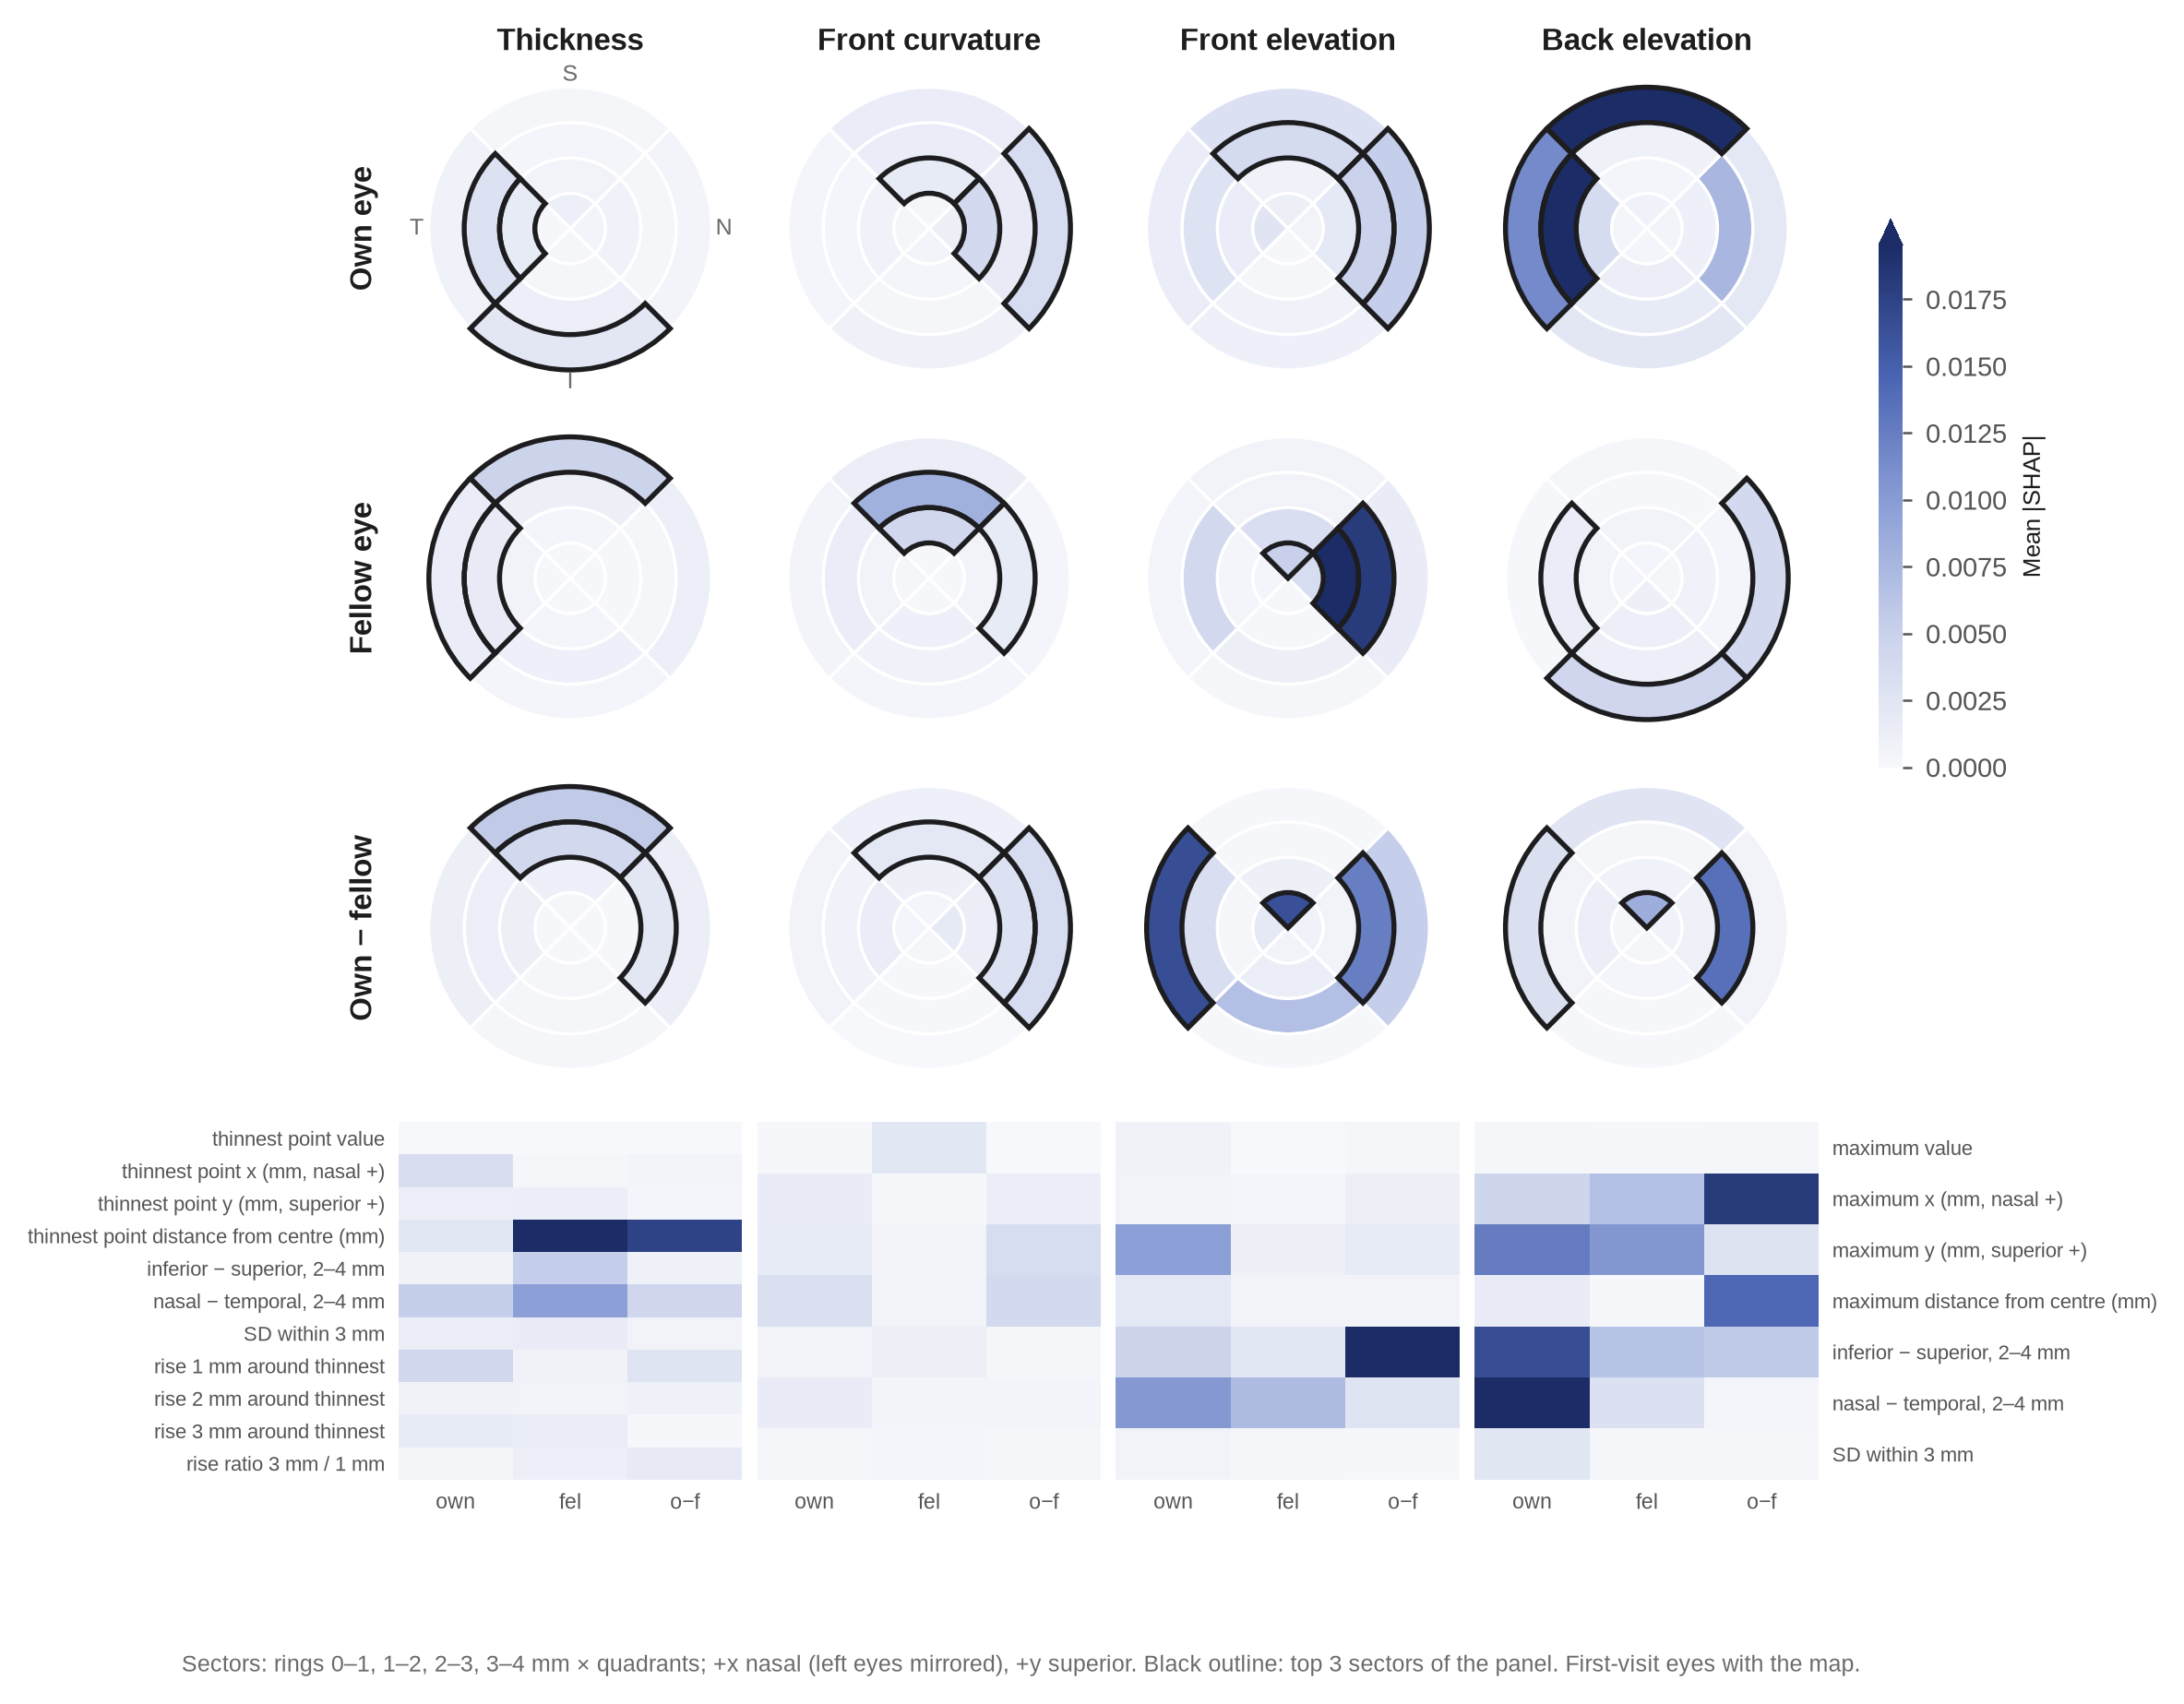 Thickness
Front curvature
Front elevation
Back elevation
S
T
N
I
Own eye
Fellow eye
Own − fellow
0.0175
0.0150
0.0125
0.0100
0.0075
0.0050
0.0025
0.0000
Mean |SHAP|
thinnest point value
thinnest point x (mm, nasal +)
thinnest point y (mm, superior +)
thinnest point distance from centre (mm)
inferior − superior, 2–4 mm
nasal − temporal, 2–4 mm
SD within 3 mm
rise 1 mm around thinnest
rise 2 mm around thinnest
rise 3 mm around thinnest
rise ratio 3 mm / 1 mm
maximum value
maximum x (mm, nasal +)
maximum y (mm, superior +)
maximum distance from centre (mm)
inferior − superior, 2–4 mm
nasal − temporal, 2–4 mm
SD within 3 mm
own fel o−f own fel o−f own fel o−f own fel o−f
Sectors: rings 0–1, 1–2, 2–3, 3–4 mm × quadrants; +x nasal (left eyes mirrored), +y superior. Black outline: top 3 sectors of the panel. First-visit eyes with the map.